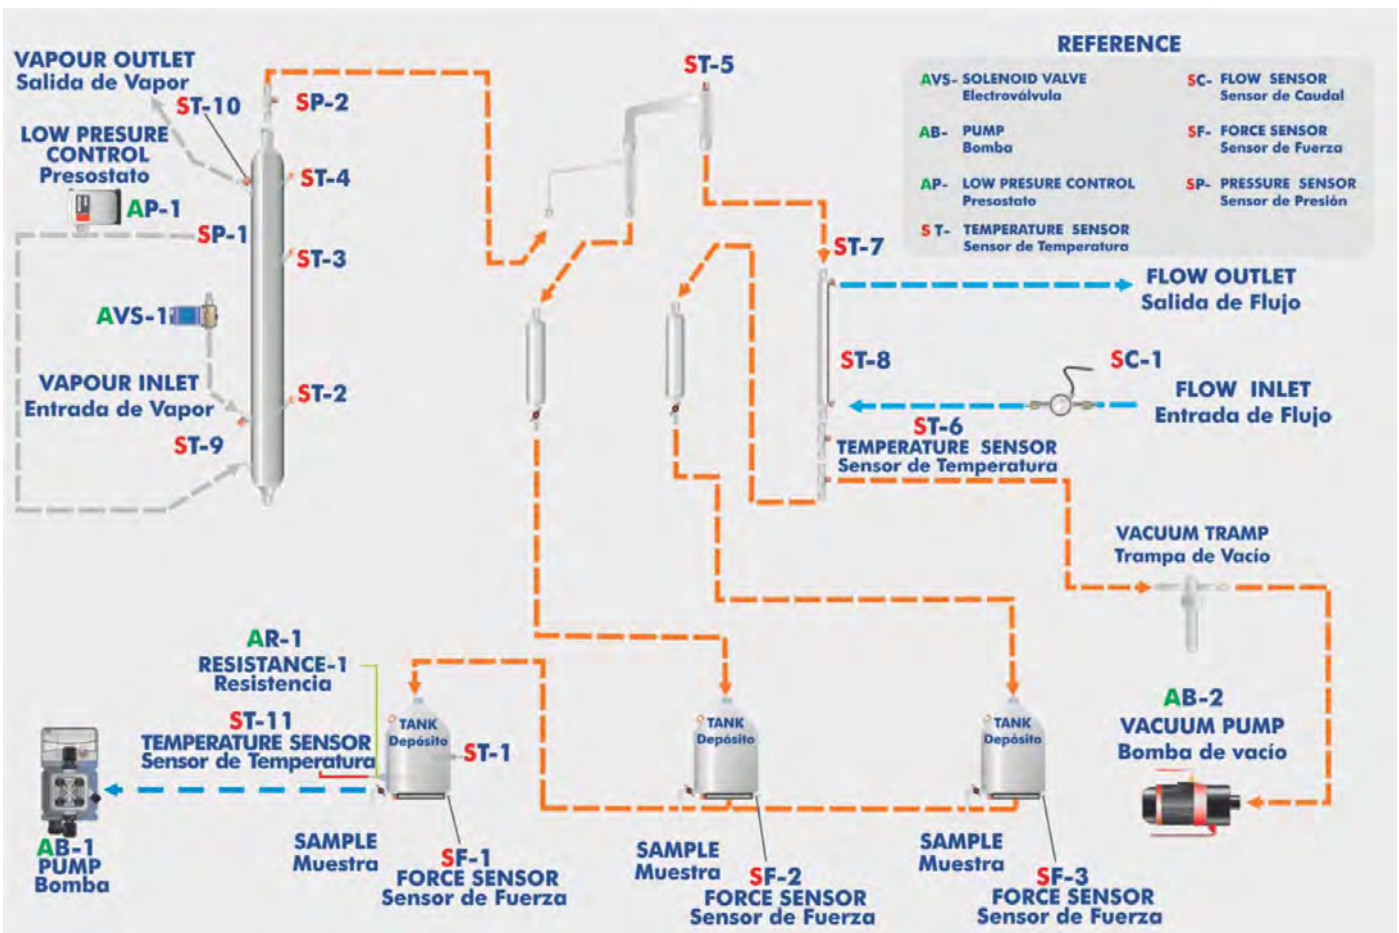 VAPOUR OUTLET
Salida de Vapor
ST-10
SP-2
LOW PRESURE
CONTROL
Presostato
AP-1
ST-4
SP-1
ST-3
AVS-1
VAPOUR INLET
Entrada de Vapor
ST-2
ST-9
ST-5
REFERENCE
AVS- SOLENOID VALVE
Electroválvula
AB- PUMP
Bomba
AP- LOW PRESURE CONTROL
Presostato
ST- TEMPERATURE SENSOR
Sensor de Temperatura
SC- FLOW SENSOR
Sensor de Caudal
SF- FORCE SENSOR
Sensor de Fuerza
SP- PRESSURE SENSOR
Sensor de Presión
ST-7
FLOW OUTLET
Salida de Flujo
ST-8
SC-1
FLOW INLET
Entrada de Flujo
ST-6
TEMPERATURE SENSOR
Sensor de Temperatura
VACUUM TRAMP
Trampa de Vacío
AR-1
RESISTANCE-1
Resistencia
ST-11
TEMPERATURE SENSOR
Sensor de Temperatura
TANK
Depósito
ST-1
TANK
Depósito
TANK
Depósito
AB-2
VACUUM PUMP
Bomba de vacío
AB-1
PUMP
Bomba
SAMPLE
Muestra
SF-1
FORCE SENSOR
Sensor de Fuerza
SAMPLE
Muestra
SF-2
FORCE SENSOR
Sensor de Fuerza
SAMPLE
Muestra
SF-3
FORCE SENSOR
Sensor de Fuerza